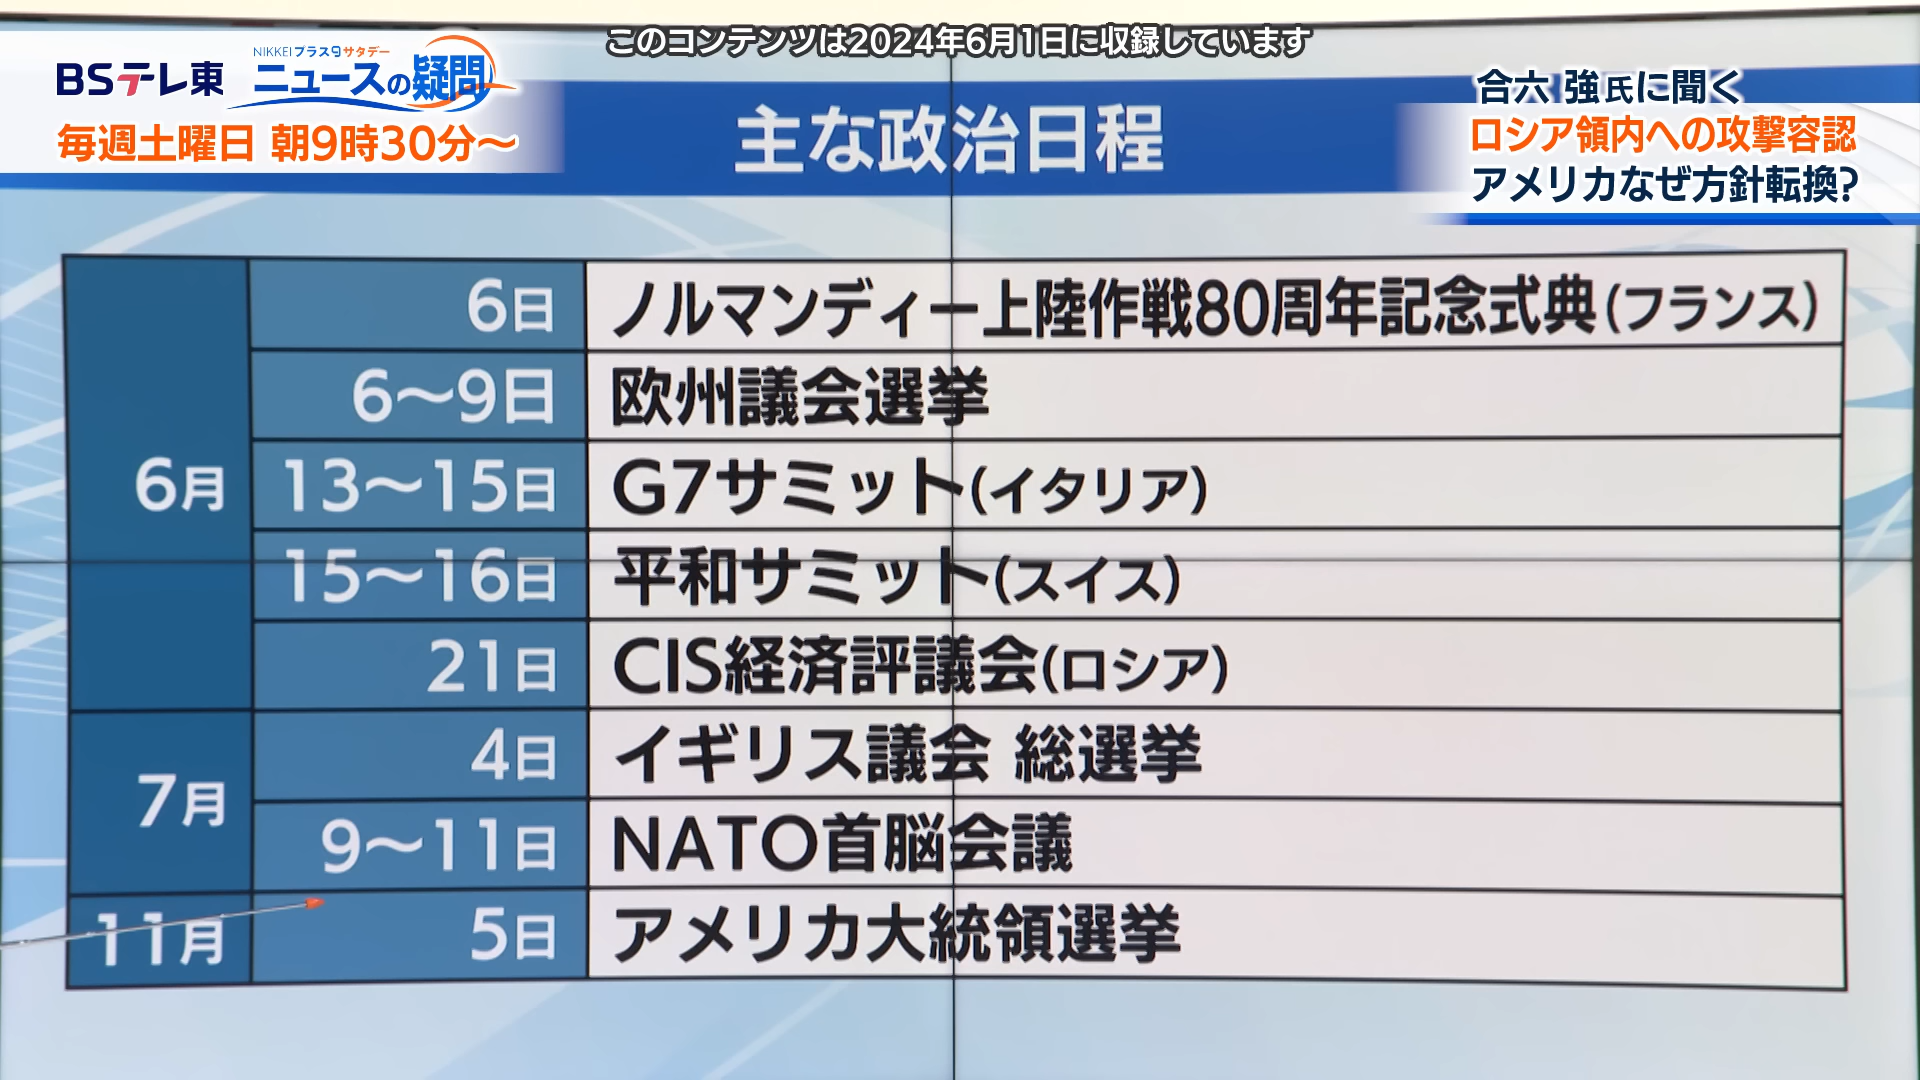 このコンテンツは2024年6月1日に収録しています
BSテレ東
NIKKEIプラス9サタデー
ニュースの疑問
毎週土曜日 朝9時30分〜
合六 強氏に聞く
ロシア領内への攻撃容認
アメリカなぜ方針転換?
主な政治日程
6月
6日 ノルマンディー上陸作戦80周年記念式典(フランス)
6〜9日 欧州議会選挙
13〜15日 G7サミット(イタリア)
15〜16日 平和サミット(スイス)
21日 CIS経済評議会(ロシア)
7月
4日 イギリス議会 総選挙
9〜11日 NATO首脳会議
11月
5日 アメリカ大統領選挙